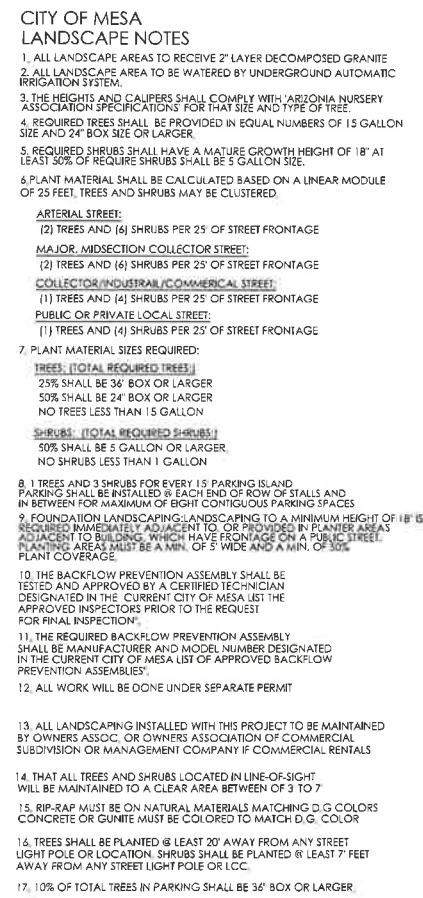 CITY OF MESA
LANDSCAPE NOTES
1. ALL LANDSCAPE AREAS TO RECEIVE 2" LAYER DECOMPOSED GRANITE
2. ALL LANDSCAPE AREA TO BE WATERED BY UNDERGROUND AUTOMATIC
IRRIGATION SYSTEM.
3. THE HEIGHTS AND CALIPERS SHALL COMPLY WITH 'ARIZONIA NURSERY
ASSOCIATION SPECIFICATIONS' FOR THAT SIZE AND TYPE OF TREE.
4. REQUIRED TREES SHALL BE PROVIDED IN EQUAL NUMBERS OF 15 GALLON
SIZE AND 24" BOX SIZE OR LARGER.
5. REQUIRED SHRUBS SHALL HAVE A MATURE GROWTH HEIGHT OF 18" AT
LEAST 50% OF REQUIRE SHRUBS SHALL BE 5 GALLON SIZE.
6. PLANT MATERIAL SHALL BE CALCULATED BASED ON A LINEAR MODULE
OF 25 FEET, TREES AND SHRUBS MAY BE CLUSTERED.
ARTERIAL STREET:
(2) TREES AND (6) SHRUBS PER 25' OF STREET FRONTAGE
MAJOR, MIDSECTION COLLECTOR STREET:
(2) TREES AND (6) SHRUBS PER 25' OF STREET FRONTAGE
COLLECTOR/INDUSTRAIL/COMMERICAL STREET:
(1) TREES AND (4) SHRUBS PER 25' OF STREET FRONTAGE
PUBLIC OR PRIVATE LOCAL STREET:
(1) TREES AND (4) SHRUBS PER 25' OF STREET FRONTAGE
7. PLANT MATERIAL SIZES REQUIRED:
TREES: (TOTAL REQUIRED TREES:)
25% SHALL BE 36' BOX OR LARGER
50% SHALL BE 24" BOX OR LARGER
NO TREES LESS THAN 15 GALLON
SHRUBS: (TOTAL REQUIRED SHRUBS:)
50% SHALL BE 5 GALLON OR LARGER.
NO SHRUBS LESS THAN 1 GALLON
8. 1 TREES AND 3 SHRUBS FOR EVERY 15' PARKING ISLAND
PARKING SHALL BE INSTALLED @ EACH END OF ROW OF STALLS AND
IN BETWEEN FOR MAXIMUM OF EIGHT CONTIGUOUS PARKING SPACES
9. FOUNDATION LANDSCAPING:LANDSCAPING TO A MINIMUM HEIGHT OF 18" IS
REQUIRED IMMEDIATELY ADJACENT TO, OR PROVIDED IN PLANTER AREAS
ADJACENT TO BUILDING, WHICH HAVE FRONTAGE ON A PUBLIC STREET.
PLANTING AREAS MUST BE A MIN. OF 5' WIDE AND A MIN. OF 30%
PLANT COVERAGE.
10. THE BACKFLOW PREVENTION ASSEMBLY SHALL BE
TESTED AND APPROVED BY A CERTIFIED TECHNICIAN
DESIGNATED IN THE CURRENT CITY OF MESA LIST THE
APPROVED INSPECTORS PRIOR TO THE REQUEST
FOR FINAL INSPECTION".
11. THE REQUIRED BACKFLOW PREVENTION ASSEMBLY
SHALL BE MANUFACTURER AND MODEL NUMBER DESIGNATED
IN THE CURRENT CITY OF MESA LIST OF APPROVED BACKFLOW
PREVENTION ASSEMBLIES".
12. ALL WORK WILL BE DONE UNDER SEPARATE PERMIT
13. ALL LANDSCAPING INSTALLED WITH THIS PROJECT TO BE MAINTAINED
BY OWNERS ASSOC. OR OWNERS ASSOCIATION OF COMMERCIAL
SUBDIVISION OR MANAGEMENT COMPANY IF COMMERCIAL RENTALS
14. THAT ALL TREES AND SHRUBS LOCATED IN LINE-OF-SIGHT
WILL BE MAINTAINED TO A CLEAR AREA BETWEEN OF 3 TO 7'
15. RIP-RAP MUST BE ON NATURAL MATERIALS MATCHING D.G COLORS
CONCRETE OR GUNITE MUST BE COLORED TO MATCH D.G. COLOR
16. TREES SHALL BE PLANTED @ LEAST 20' AWAY FROM ANY STREET
LIGHT POLE OR LOCATION. SHRUBS SHALL BE PLANTED @ LEAST 7' FEET
AWAY FROM ANY STREET LIGHT POLE OR LCC.
17. 10% OF TOTAL TREES IN PARKING SHALL BE 36" BOX OR LARGER.